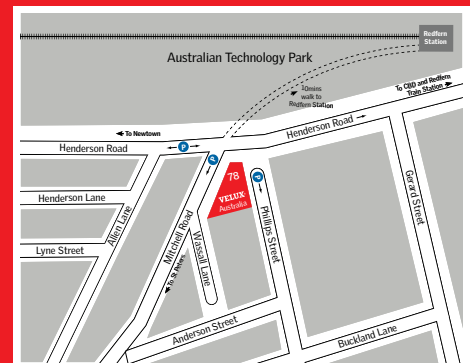 Redfern
Station
Australian Technology Park
10mins
walk to
Redfern Station
To CBD and Redfern
Train Station
To Newtown
Henderson Road
Henderson Road
P
P
P
78
VELUX
Australia
Henderson Lane
Allen Lane
Lyne Street
Mitchell Road
To St Peters
Wassall Lane
Phillips Street
Gerard Street
Anderson Street
Buckland Lane